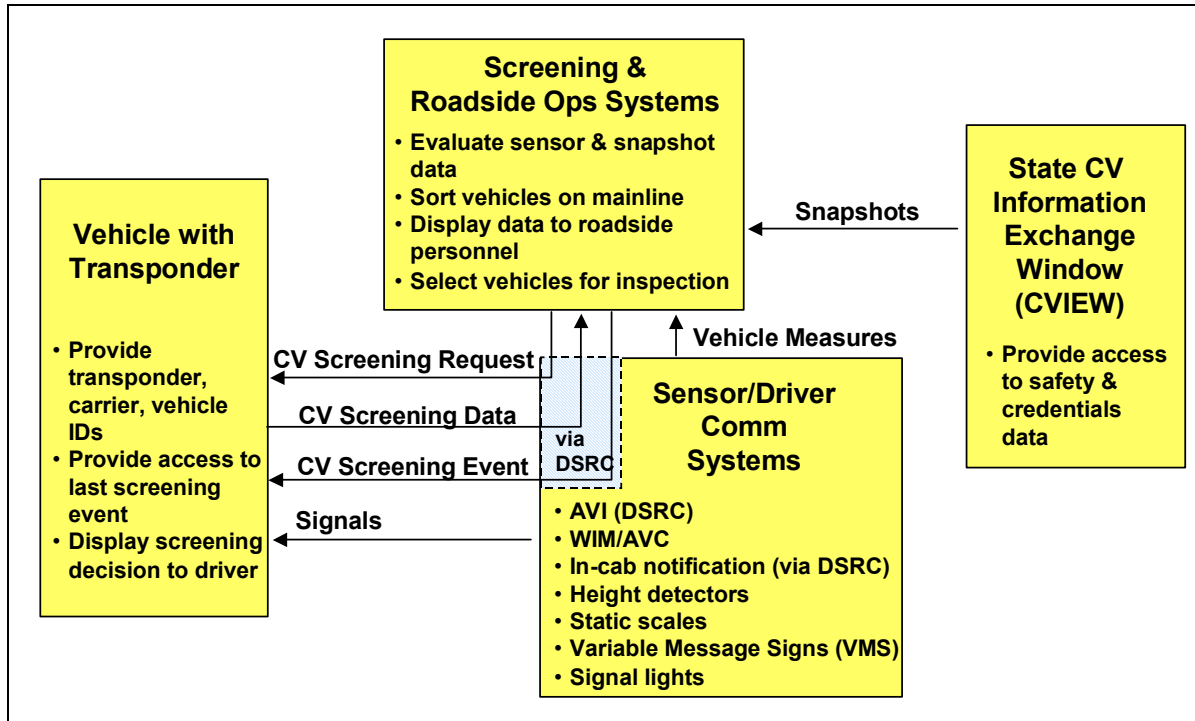 Screening &
Roadside Ops Systems
• Evaluate sensor & snapshot
data
• Sort vehicles on mainline
• Display data to roadside
personnel
• Select vehicles for inspection
State CV
Information
Exchange
Window
(CVIEW)
• Provide access
to safety &
credentials
data
Snapshots
Vehicle with
Transponder
• Provide
transponder,
carrier, vehicle
IDs
• Provide access to
last screening
event
• Display screening
decision to driver
CV Screening Request
CV Screening Data
CV Screening Event
Signals
via
DSRC
Vehicle Measures
Sensor/Driver
Comm
Systems
• AVI (DSRC)
• WIM/AVC
• In-cab notification (via DSRC)
• Height detectors
• Static scales
• Variable Message Signs (VMS)
• Signal lights